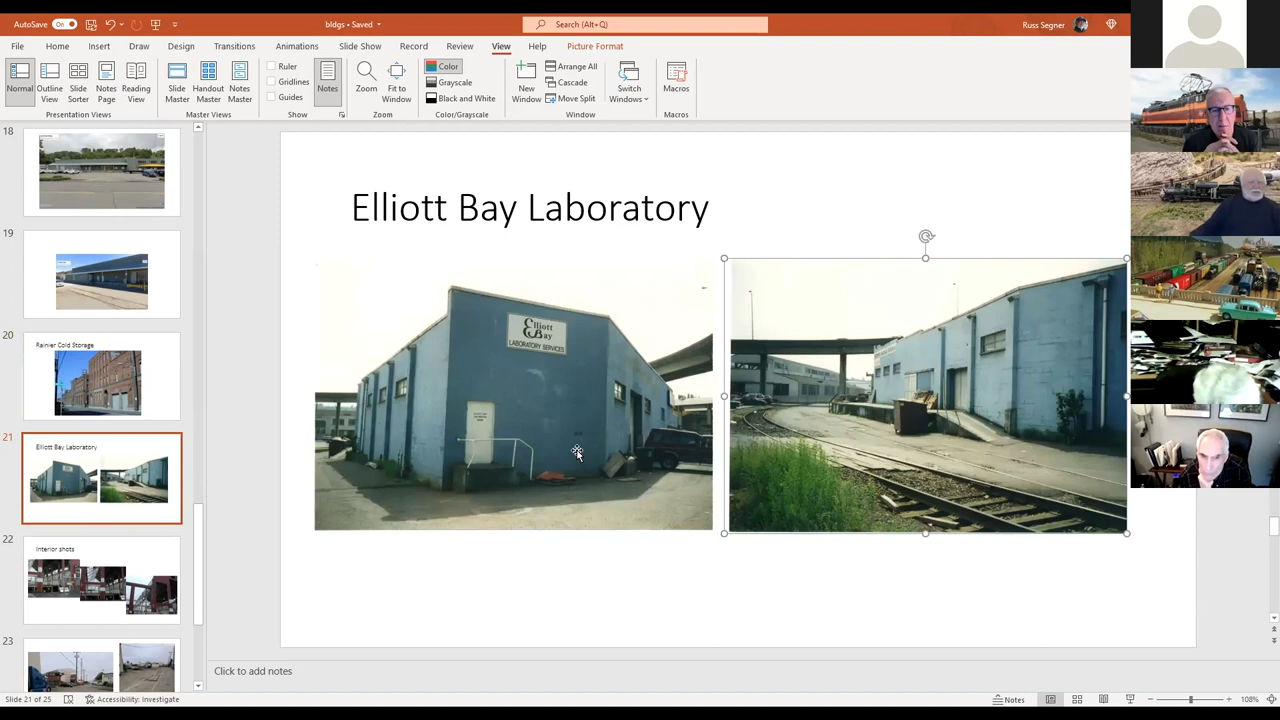 AutoSave
On
bldgs • Saved
Search (Alt+Q)
Russ Segner
File Home Insert Draw Design Transitions Animations Slide Show Record Review View Help Picture Format
Normal
Outline View
Slide Sorter
Notes Page
Reading View
Presentation Views
Slide Master
Handout Master
Notes Master
Master Views
Ruler
Gridlines
Guides
Show
Notes
Zoom
Fit to Window
Zoom
Color
Grayscale
Black and White
Color/Grayscale
New Window
Arrange All
Cascade
Move Split
Switch Windows
Window
Macros
Macros
18
19
20
Rainier Cold Storage
21
Elliott Bay Laboratory
22
Interior shots
23
Elliott Bay Laboratory
Elliott
Bay
LABORATORY SERVICES
Click to add notes
Slide 21 of 25
Accessibility: Investigate
Notes
108%